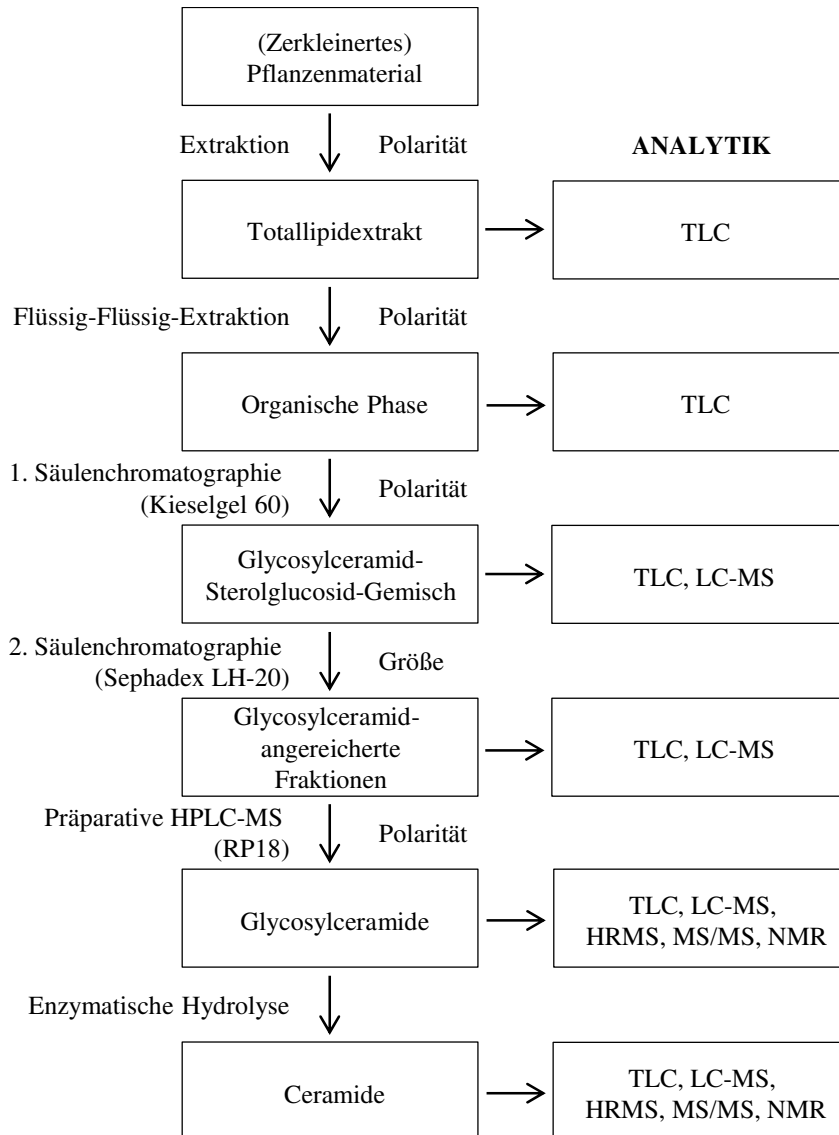 (Zerkleinertes)
Pflanzenmaterial
Extraktion
Polarität
ANALYTIK
Totallipidextrakt
TLC
Flüssig-Flüssig-Extraktion
Polarität
Organische Phase
TLC
1. Säulenchromatographie
(Kieselgel 60)
Polarität
Glycosylceramid-
Sterolglucosid-Gemisch
TLC, LC-MS
2. Säulenchromatographie
(Sephadex LH-20)
Größe
Glycosylceramid-
angereicherte
Fraktionen
TLC, LC-MS
Präparative HPLC-MS
(RP18)
Polarität
Glycosylceramide
TLC, LC-MS,
HRMS, MS/MS, NMR
Enzymatische Hydrolyse
Ceramide
TLC, LC-MS,
HRMS, MS/MS, NMR